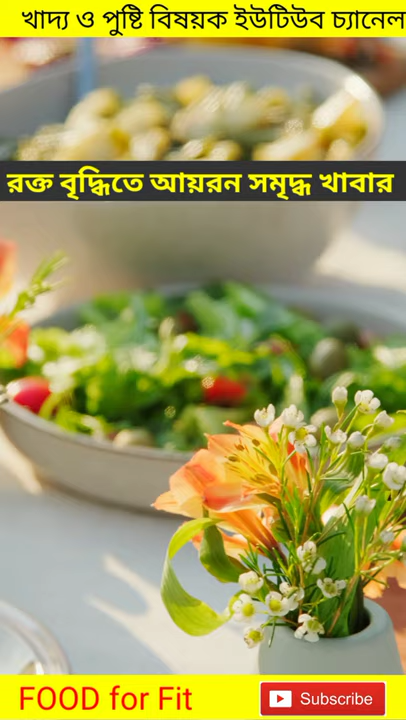 খাদ্য ও পুষ্টি বিষয়ক ইউটিউব চ্যানেল
রক্ত বৃদ্ধিতে আয়রন সমৃদ্ধ খাবার
FOOD for Fit
Subscribe